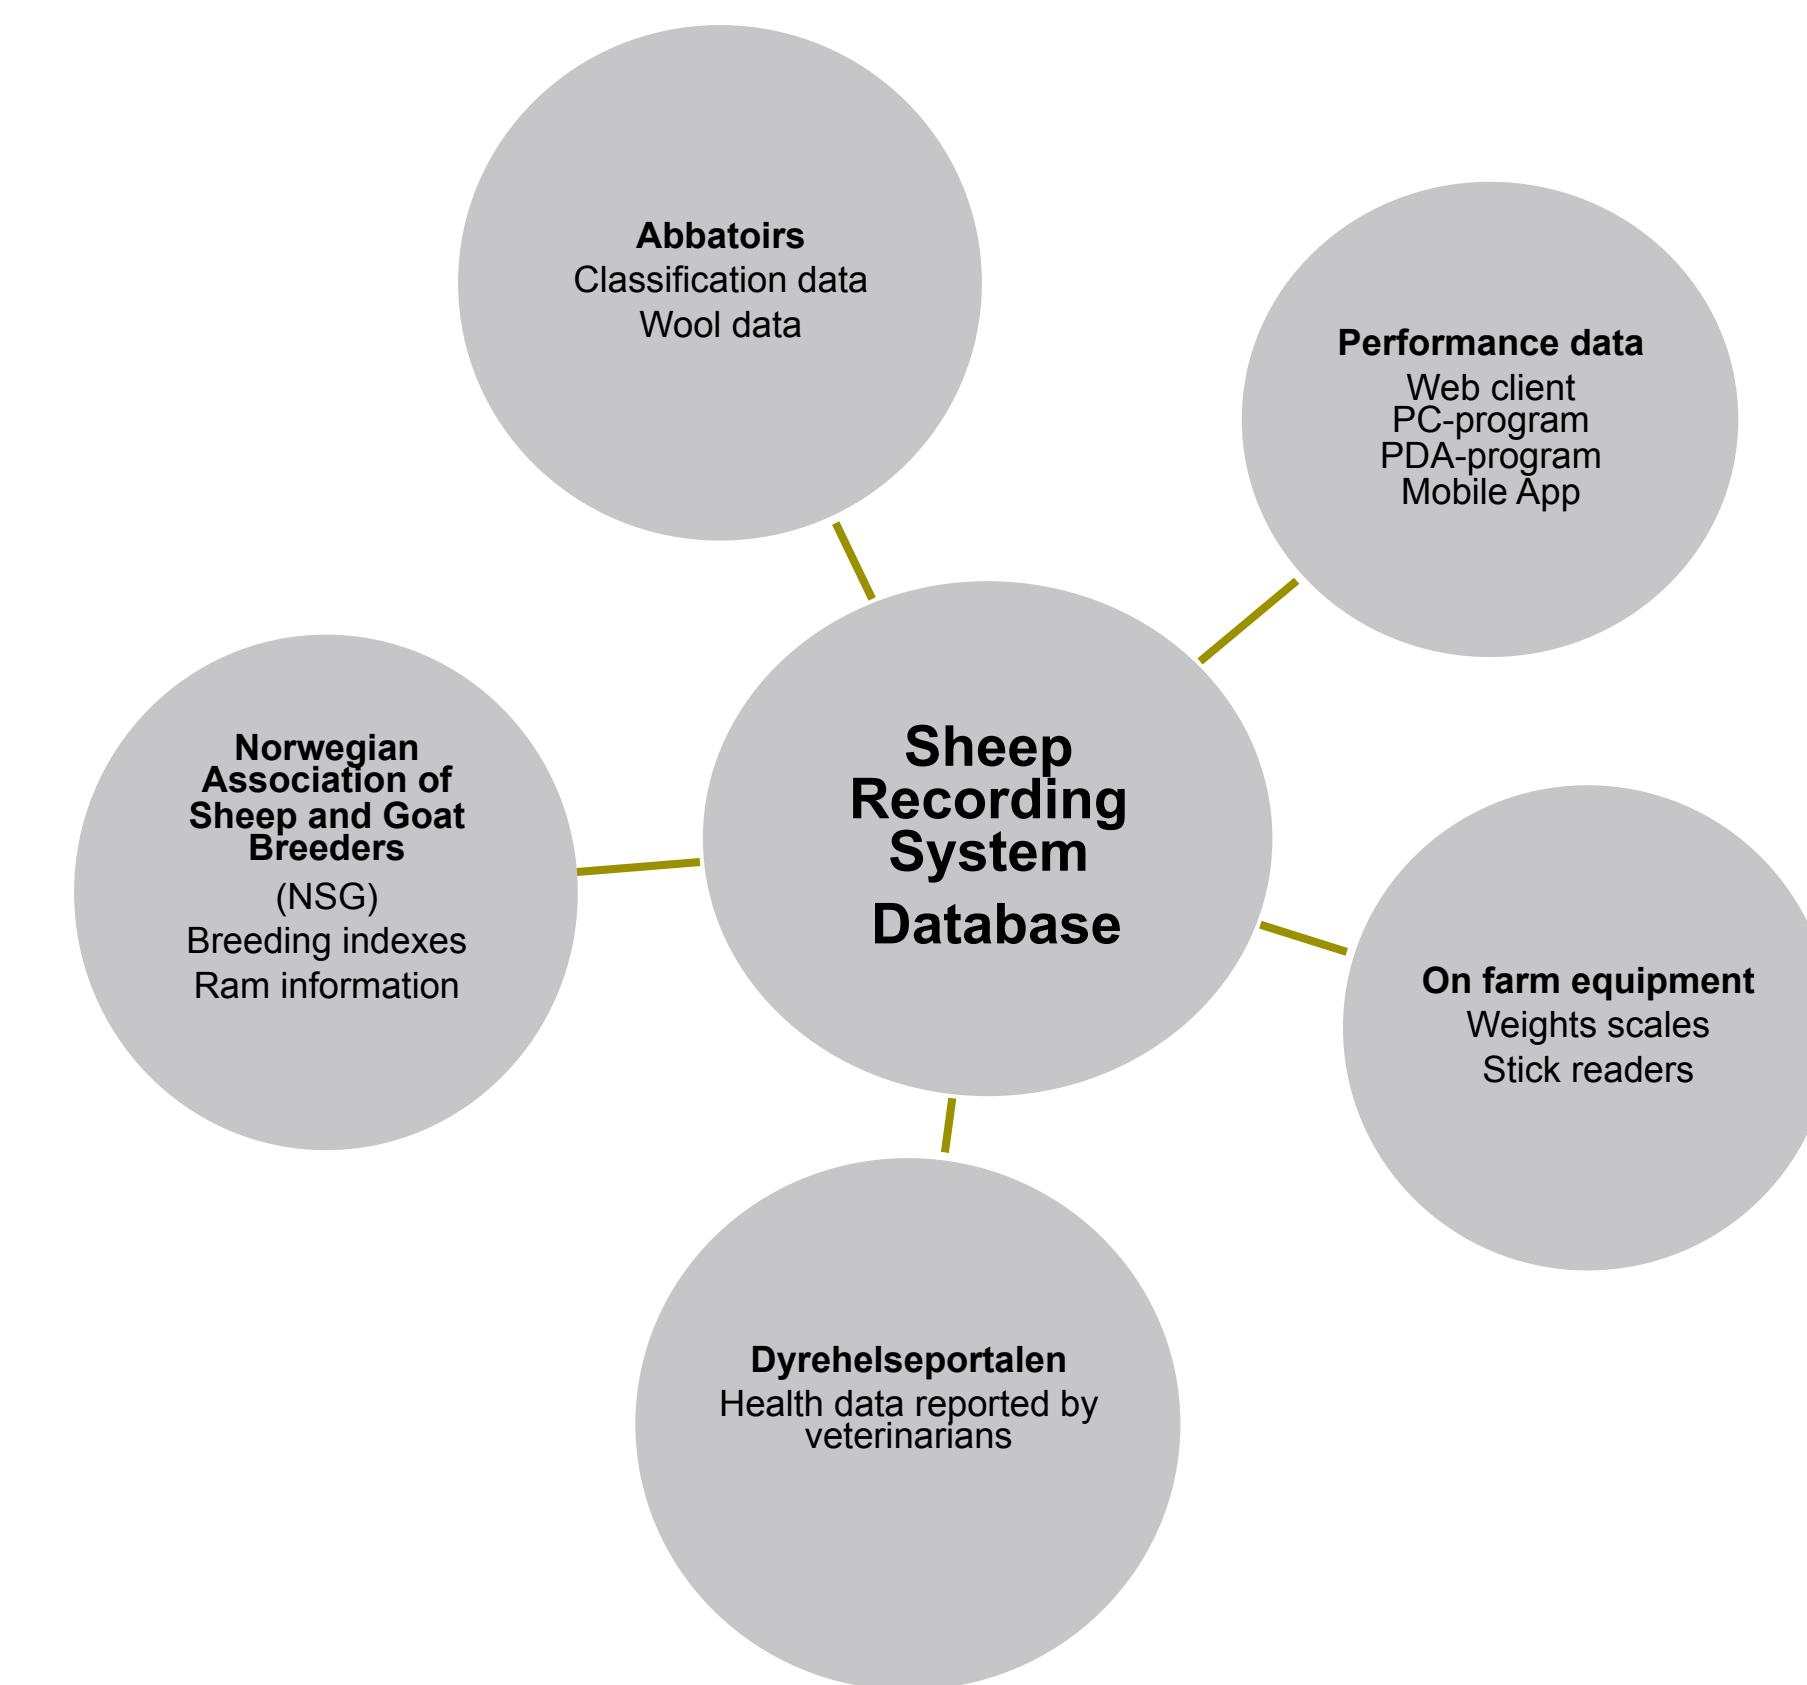 Abbatoirs
Classification data
Wool data
Performance data
Web client
PC-program
PDA-program
Mobile App
Norwegian
Association of
Sheep and Goat
Breeders
(NSG)
Breeding indexes
Ram information
Sheep
Recording
System
Database
On farm equipment
Weights scales
Stick readers
Dyrehelseportalen
Health data reported by
veterinarians